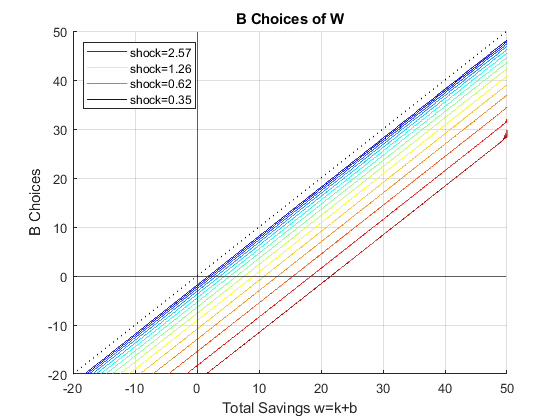 B Choices of W
50
40
30
20
10
0
-10
-20
shock=2.57
shock=1.26
shock=0.62
shock=0.35
B Choices
-20
-10
0
10
20
30
40
50
Total Savings w=k+b